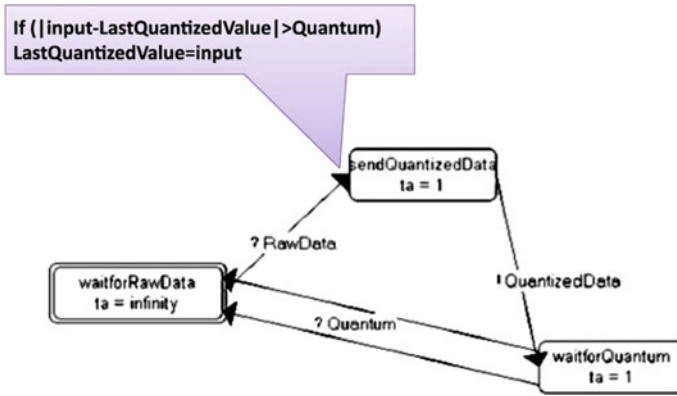 If (|input-LastQuantizedValue|>Quantum)
LastQuantizedValue=input
sendQuantizedData
ta = 1
? RawData
waitforRawData
ta = infinity
! QuantizedData
? Quantum
waitforQuantum
ta = 1